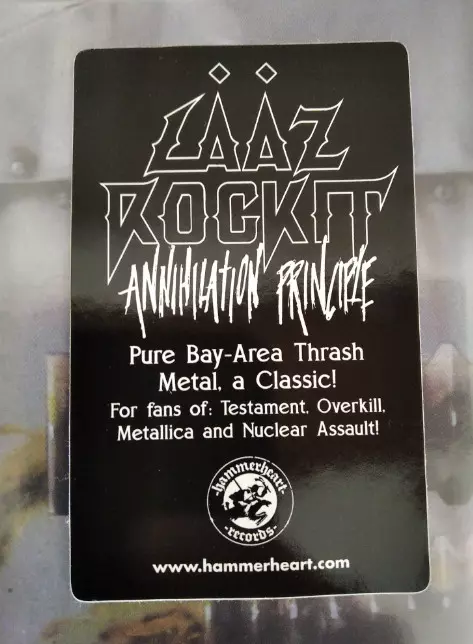 LÄÄZ
ROCKIT
ANNIHILATION PRINCIPLE
Pure Bay-Area Thrash
Metal, a Classic!
For fans of: Testament, Overkill,
Metallica and Nuclear Assault!
hammerheart
-records-
www.hammerheart.com